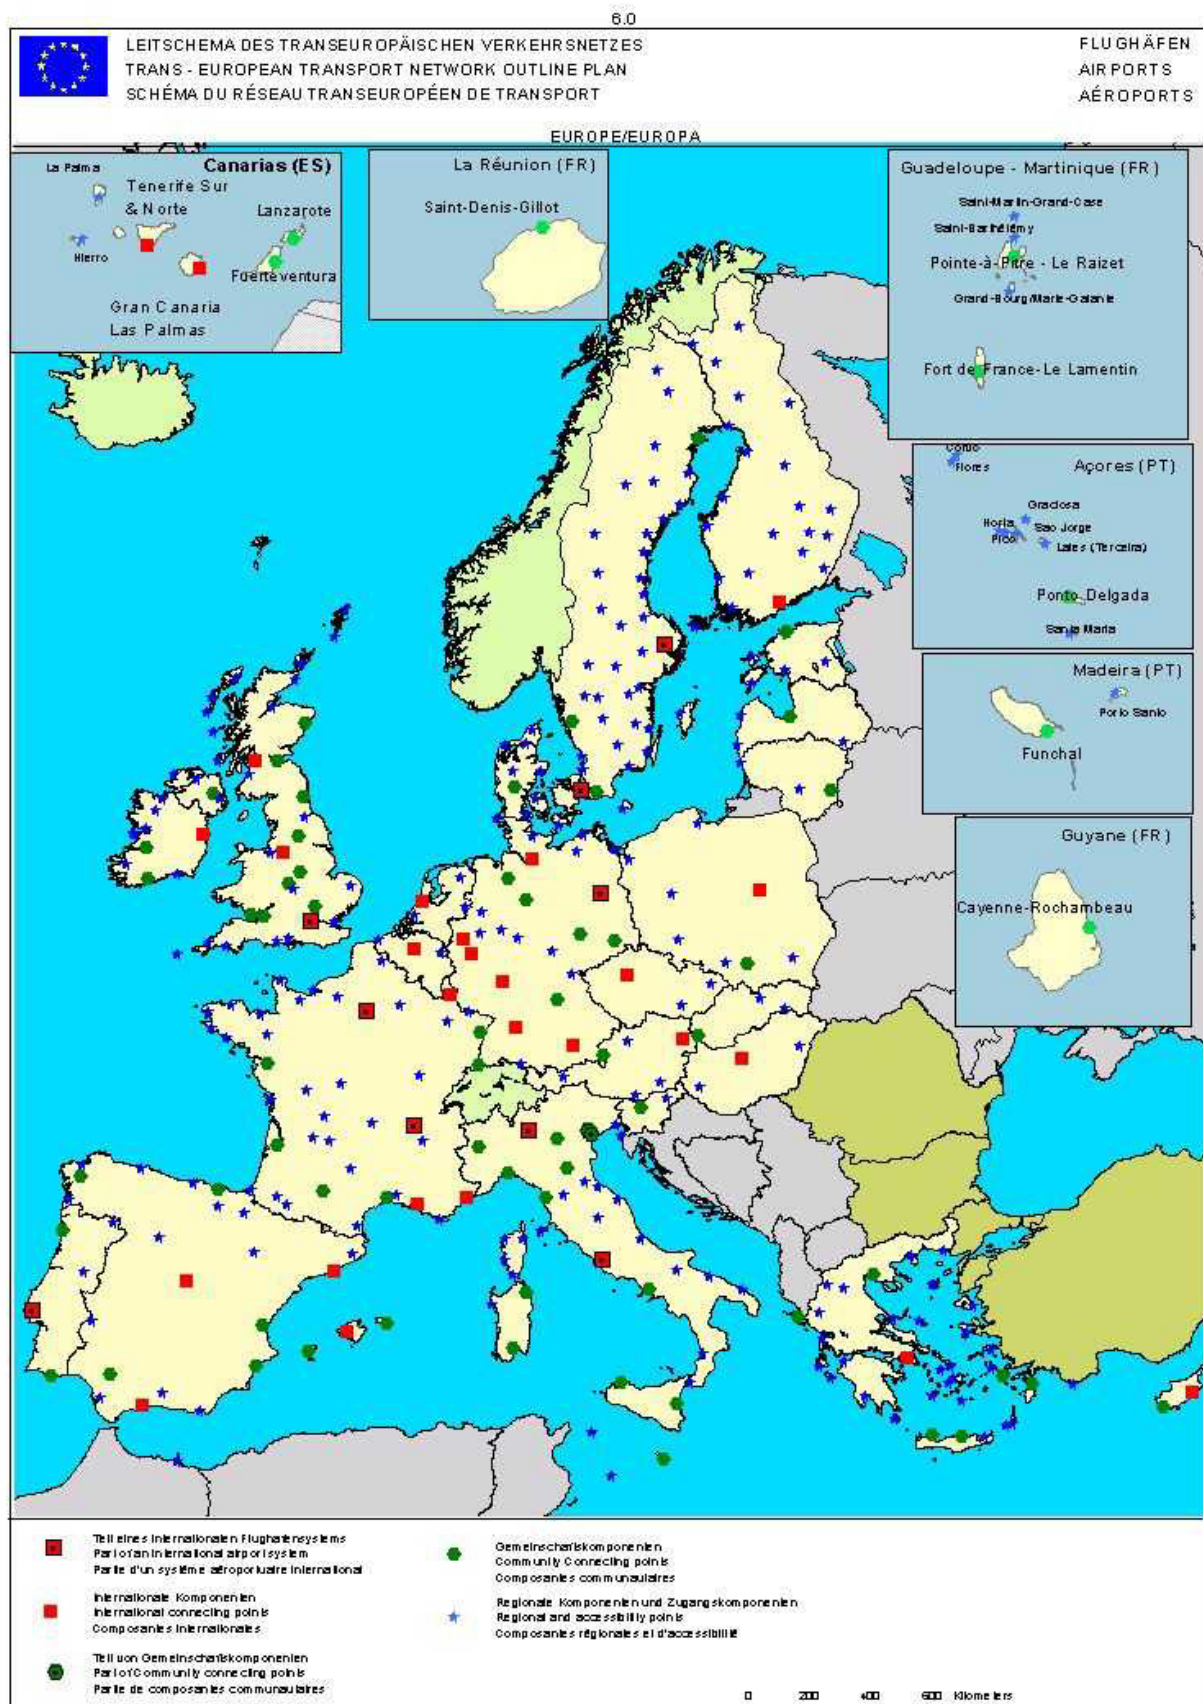 6.0
LEITSCHEMA DES TRANSEUROPÄISCHEN VERKEHRSNETZES
TRANS - EUROPEAN TRANSPORT NETWORK OUTLINE PLAN
SCHÉMA DU RÉSEAU TRANSEUROPÉEN DE TRANSPORT
FLUGHÄFEN
AIRPORTS
AÉROPORTS
EUROPE/EUROPA
Canarias (ES)
La Palma
Tenerife Sur
& Norte
Lanzarote
Hierro
Fuerteventura
Gran Canaria
Las Palmas
La Réunion (FR)
Saint-Denis-Gillot
Guadeloupe - Martinique (FR)
Saint-Martin-Grand-Case
Saint-Barthélémy
Pointe-à-Pitre - Le Raizet
Grand-Bourg/Marie-Galante
Fort de France-Le Lamentin
Açores (PT)
Corvo
Flores
Graciosa
Horta
Sao Jorge
Pico
Lajes (Terceira)
Ponto Delgada
Santa Maria
Madeira (PT)
Porto Santo
Funchal
Guyane (FR)
Cayenne-Rochambeau
Teil eines Internationalen Flughafensystems
Part of an International airport system
Partie d'un système aéroportuaire international
Internationale Komponenten
International connecting points
Composantes Internationales
Teil von Gemeinschaftskomponienten
Part of Community connecting points
Partie de composantes communautaires
Gemeinschaftskomponienten
Community Connecting points
Composantes communautaires
Regionale Komponenten und Zugangskomponenten
Regional and accessibility points
Composantes régionales et d'accessibilité
0 200 400 600 Kilometers